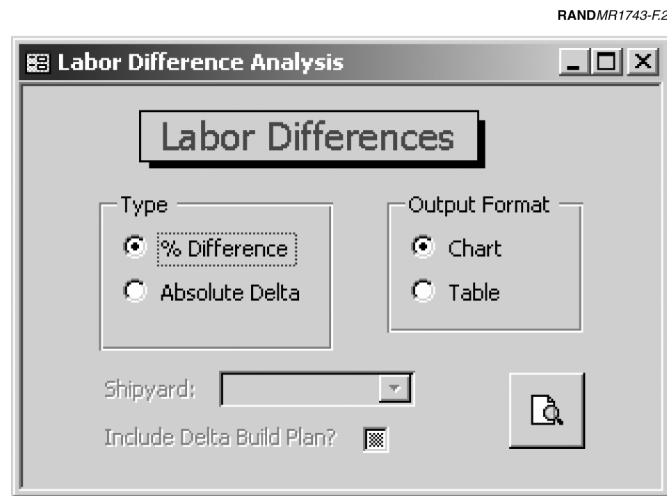 RANDMR1743-F.2
Labor Difference Analysis
Labor Differences
Type
% Difference
Absolute Delta
Output Format
Chart
Table
Shipyard:
Include Delta Build Plan?